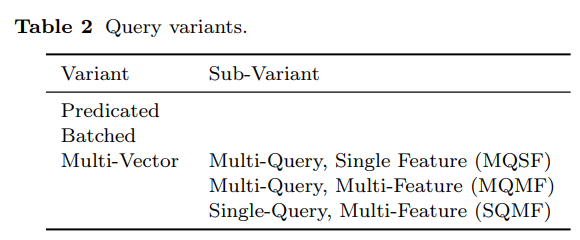 Table 2 Query variants.
Variant Sub-Variant
Predicated
Batched
Multi-Vector Multi-Query, Single Feature (MQSF)
Multi-Query, Multi-Feature (MQMF)
Single-Query, Multi-Feature (SQMF)